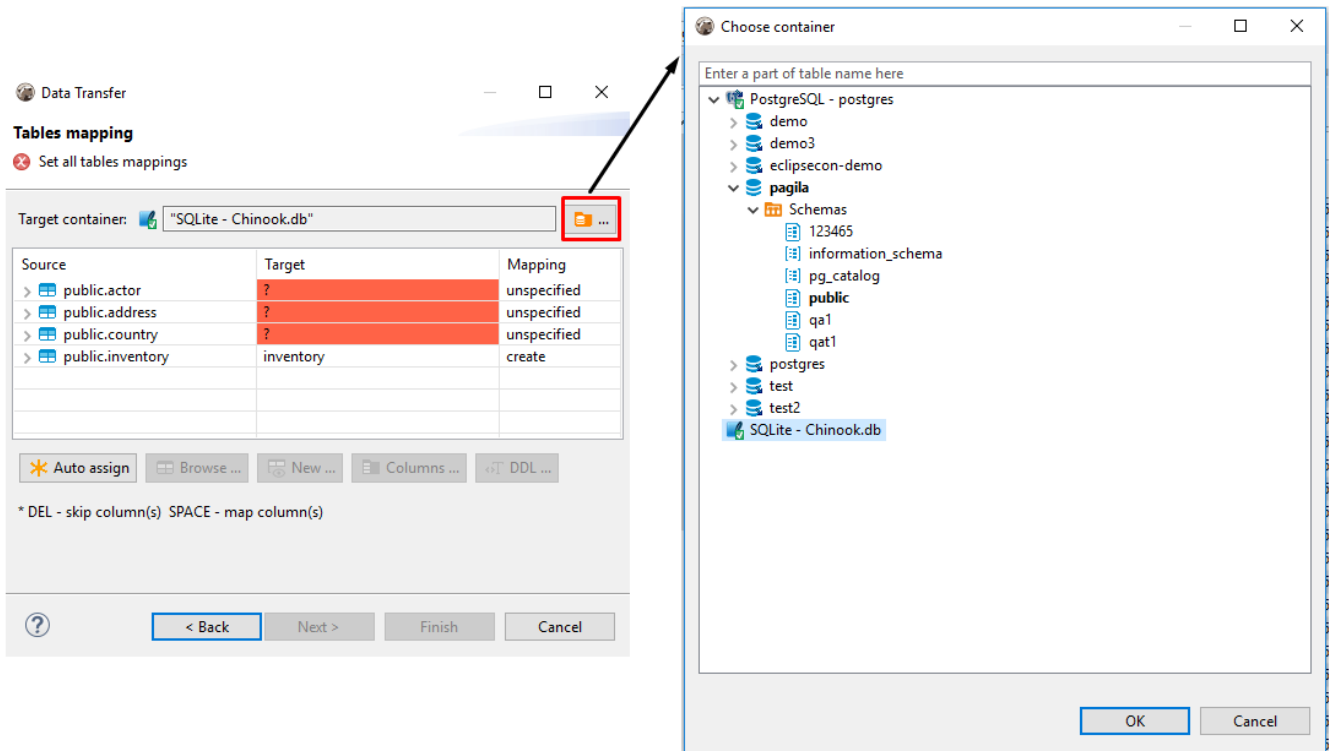 Data Transfer
Tables mapping
Set all tables mappings
Target container: "SQLite - Chinook.db" ...
Source Target Mapping
public.actor ? unspecified
public.address ? unspecified
public.country ? unspecified
public.inventory inventory create
Auto assign Browse ... New ... Columns ... DDL ...
* DEL - skip column(s) SPACE - map column(s)
? < Back Next > Finish Cancel
Choose container
Enter a part of table name here
PostgreSQL - postgres
demo
demo3
eclipsecon-demo
pagila
Schemas
123465
information_schema
pg_catalog
public
qa1
qat1
postgres
test
test2
SQLite - Chinook.db
OK Cancel